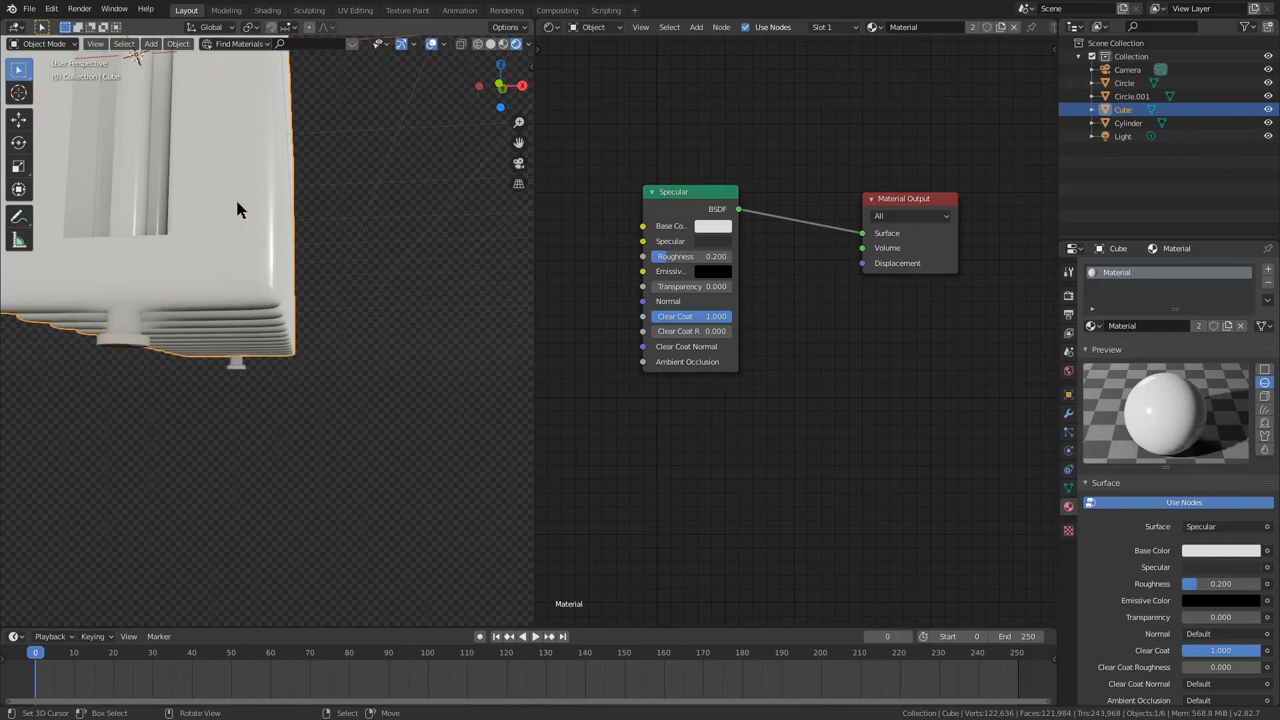 File Edit Render Window Help Layout Modeling Sculpting UV Editing Texture Paint Shading Animation Rendering Compositing Scripting Scene View Layer
Global Options Object View Select Add Node Use Nodes Slot 1 Material 2
Object Mode View Select Add Object Find Materials
User Perspective
(0) Collection | Cube
X
Specular
BSDF
Base Co..
Specular
Roughness 0.200
Emissiv..
Transparency 0.000
Normal
Clear Coat 1.000
Clear Coat R 0.000
Clear Coat Normal
Ambient Occlusion
Material Output
All
Surface
Volume
Displacement
Material
Scene Collection
Collection
Camera
Circle
Circle.001
Cube
Cylinder
Light
Cube Material
Material
Material 2
Preview
Surface
Use Nodes
Surface Specular
Base Color
Specular
Roughness 0.200
Emissive Color
Transparency 0.000
Normal Default
Clear Coat 1.000
Clear Coat Roughness 0.000
Clear Coat Normal Default
Ambient Occlusion Default
Playback Keying View Marker 0 Start 0 End 250
0 10 20 30 40 50 60 70 80 90 100 110 120 130 140 150 160 170 180 190 200 210 220 230 240 250
Set 3D Cursor Box Select Rotate View Select Move Collection | Cube | Verts:122,636 | Faces:121,984 | Tris:243,968 | Objects:1/6 | Mem: 568.8 MiB | v2.82.7